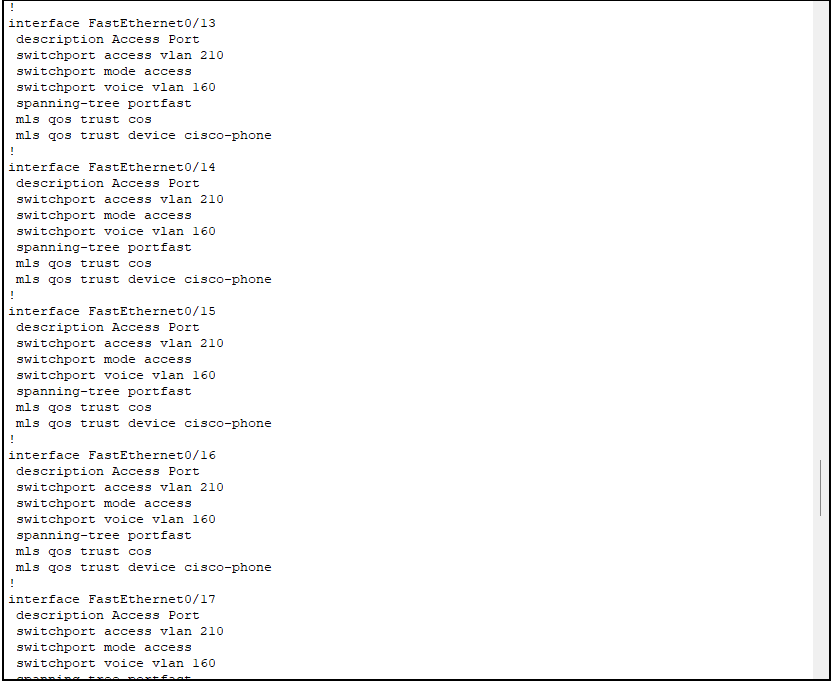 !
interface FastEthernet0/13
 description Access Port
 switchport access vlan 210
 switchport mode access
 switchport voice vlan 160
 spanning-tree portfast
 mls qos trust cos
 mls qos trust device cisco-phone
!
interface FastEthernet0/14
 description Access Port
 switchport access vlan 210
 switchport mode access
 switchport voice vlan 160
 spanning-tree portfast
 mls qos trust cos
 mls qos trust device cisco-phone
!
interface FastEthernet0/15
 description Access Port
 switchport access vlan 210
 switchport mode access
 switchport voice vlan 160
 spanning-tree portfast
 mls qos trust cos
 mls qos trust device cisco-phone
!
interface FastEthernet0/16
 description Access Port
 switchport access vlan 210
 switchport mode access
 switchport voice vlan 160
 spanning-tree portfast
 mls qos trust cos
 mls qos trust device cisco-phone
!
interface FastEthernet0/17
 description Access Port
 switchport access vlan 210
 switchport mode access
 switchport voice vlan 160
 spanning-tree portfast